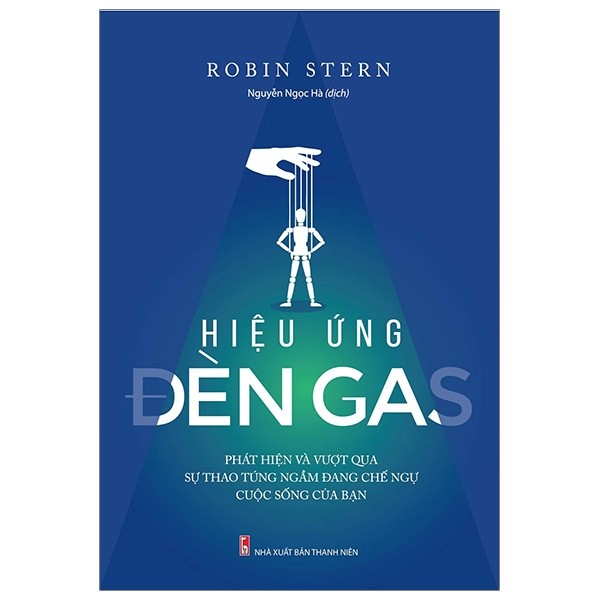 ROBIN STERN
Nguyễn Ngọc Hà (dịch)
HIỆU ỨNG
ĐÈN GAS
PHÁT HIỆN VÀ VƯỢT QUA
SỰ THAO TÚNG NGẦM ĐANG CHẾ NGỰ
CUỘC SỐNG CỦA BẠN
NHÀ XUẤT BẢN THANH NIÊN